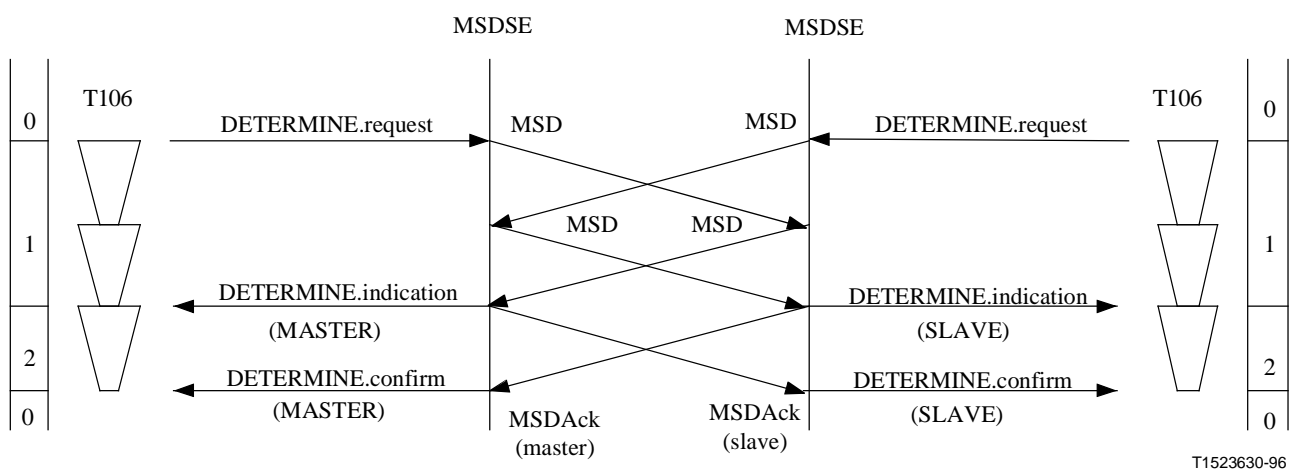 MSDSE MSDSE
T106 T106
0 DETERMINE.request MSD MSD DETERMINE.request 0
1 MSD MSD 1
DETERMINE.indication DETERMINE.indication
(MASTER) (SLAVE)
2 DETERMINE.confirm DETERMINE.confirm 2
(MASTER) (SLAVE)
0 MSDAck MSDAck 0
(master) (slave)
T1523630-96